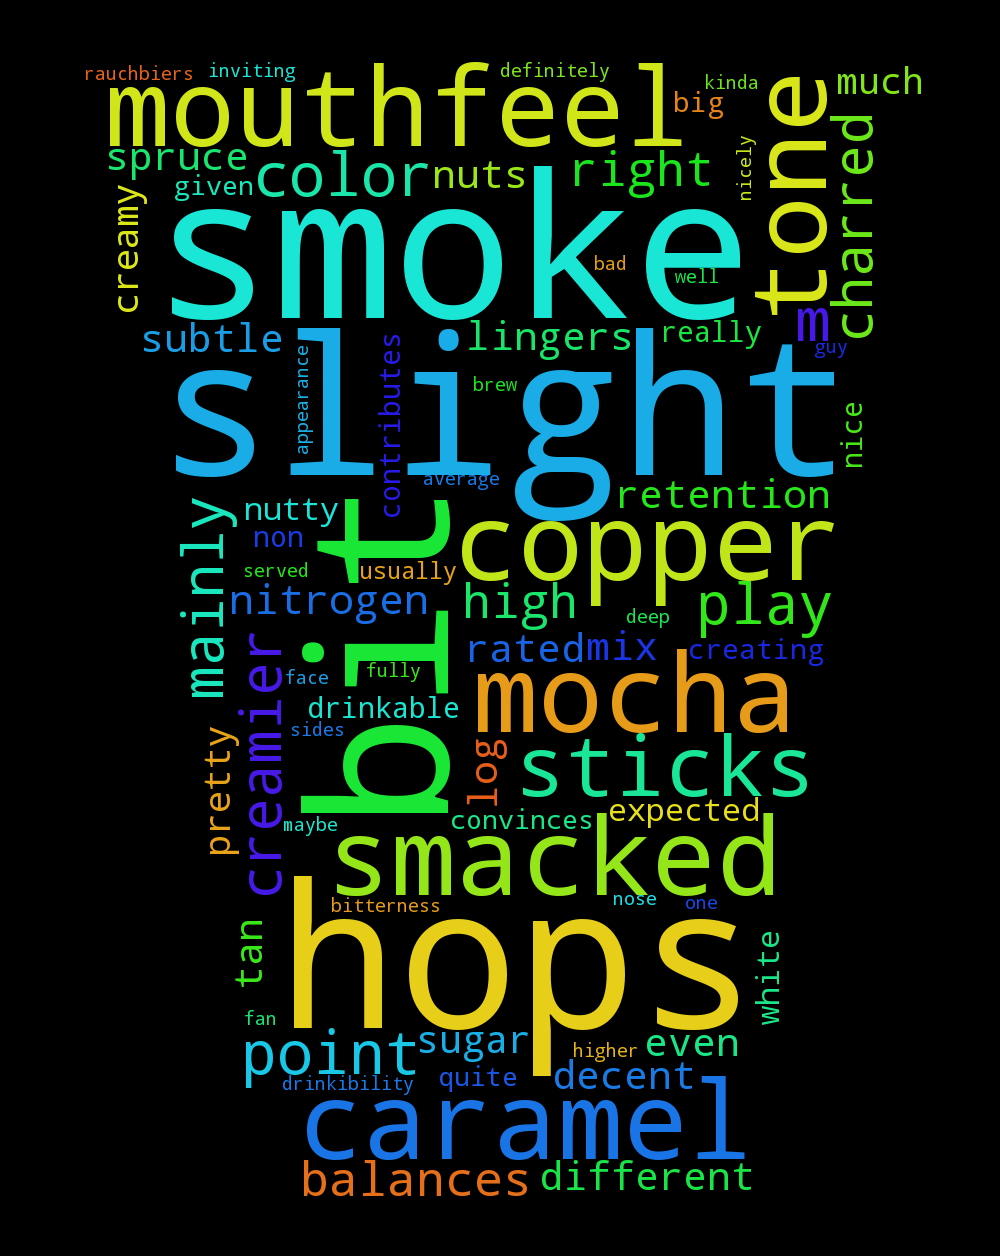 rauchbiers inviting definitely
mouthfeel big kinda much
tone
charred
spruce color nuts right nicely
given
creamy
smoke
bad
well
subtle lingers really m
guy
slight
appearance
contributes
brew
nice
average
retention
nutty
copper
non
mainly
bit
served usually
nitrogen high play
deep
rated mix creating
creamier
face fully
mocha
drinkable
sides
pretty
log
sticks
maybe convinces expected
smacked
bitterness nose one
hops
tan
white
fan
point sugar higher even
drinkibility quite decent
caramel
balances different